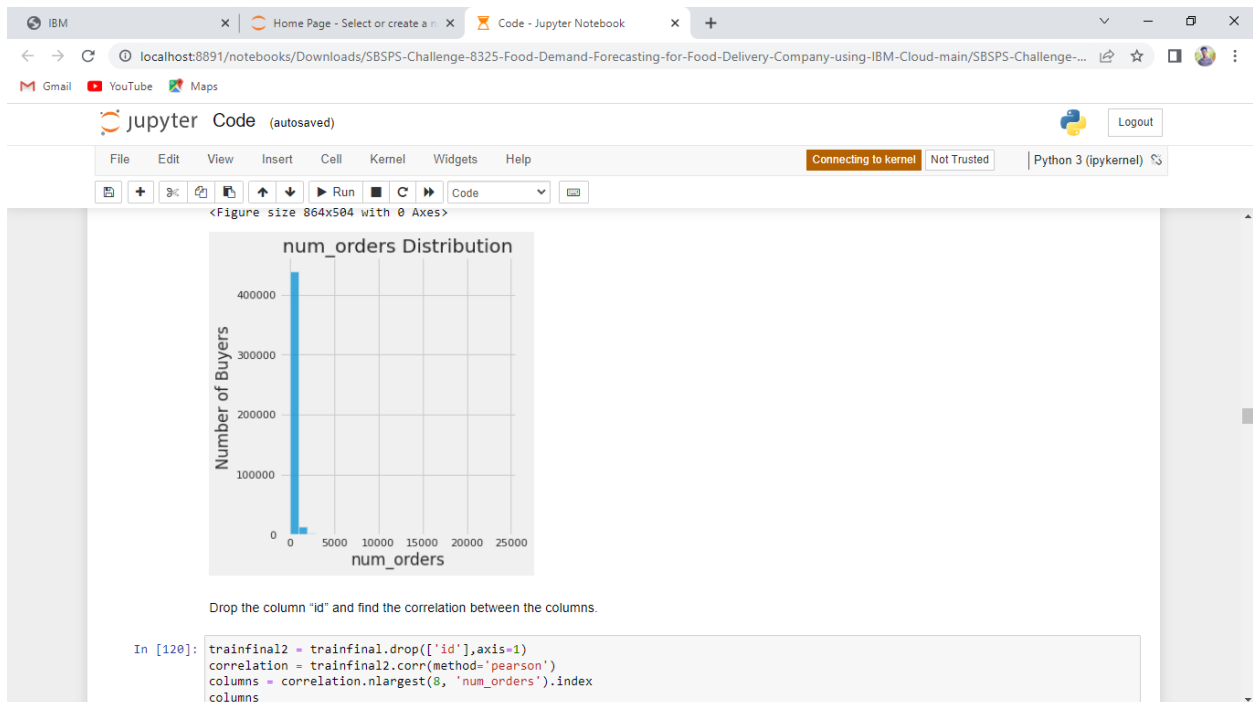 IBM
Home Page - Select or create a n
Code - Jupyter Notebook
localhost:8891/notebooks/Downloads/SBSPS-Challenge-8325-Food-Demand-Forecasting-for-Food-Delivery-Company-using-IBM-Cloud-main/SBSPS-Challenge-...
Gmail YouTube Maps
jupyter Code (autosaved) Logout
File Edit View Insert Cell Kernel Widgets Help Connecting to kernel Not Trusted Python 3 (ipykernel)
Run Code
<Figure size 864x504 with 0 Axes>
num_orders Distribution
400000
300000
200000
100000
0
Number of Buyers
0 5000 10000 15000 20000 25000
num_orders
Drop the column “id” and find the correlation between the columns.
In [120]: trainfinal2 = trainfinal.drop(['id'],axis=1)
correlation = trainfinal2.corr(method='pearson')
columns = correlation.nlargest(8, 'num_orders').index
columns